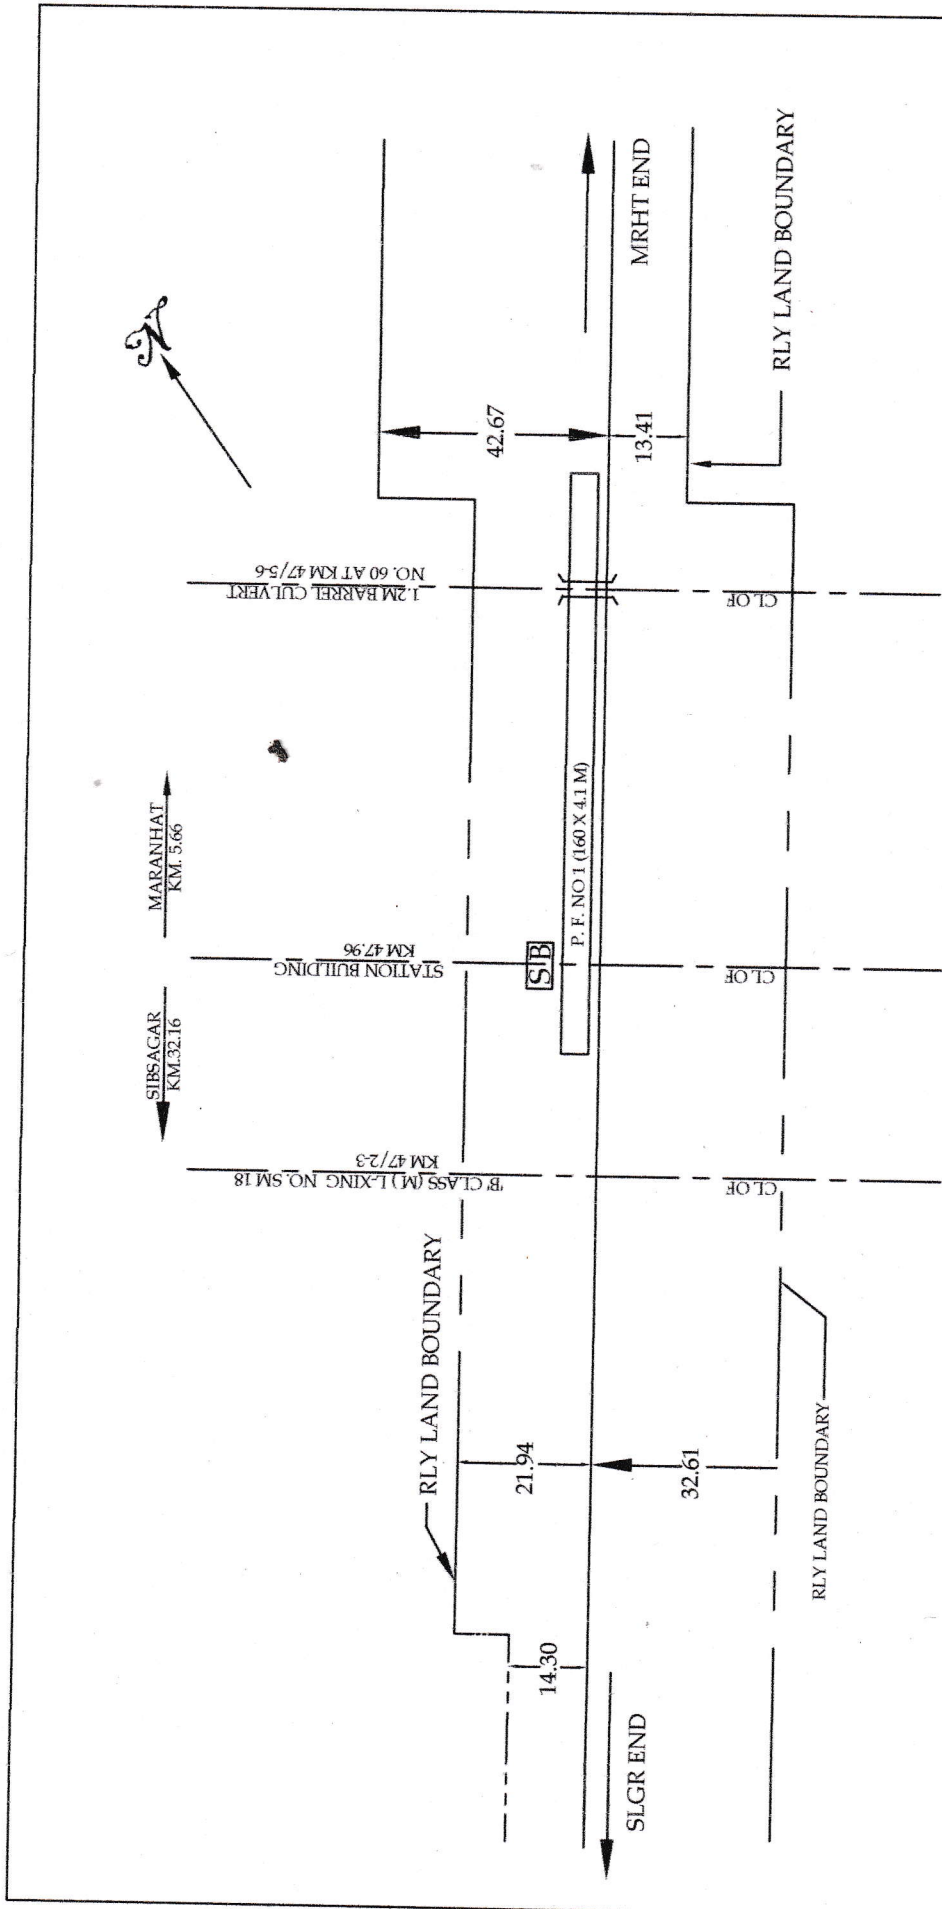 N
SIBSAGAR
KM.32.16
MARANHAT
KM. 5.66
'B' CLASS (M) L-XING NO. SM 18
KM 47/2-3
STATION BUILDING
KM 47.96
1.2M BARREL CULVERT
NO. 60 AT KM 47/5-6
RLY LAND BOUNDARY
42.67
14.30
21.94
SB
P. F. NO 1 (160 X 4.1 M)
SLGR END
MRHT END
32.61
13.41
CL OF
CL OF
CL OF
RLY LAND BOUNDARY
RLY LAND BOUNDARY